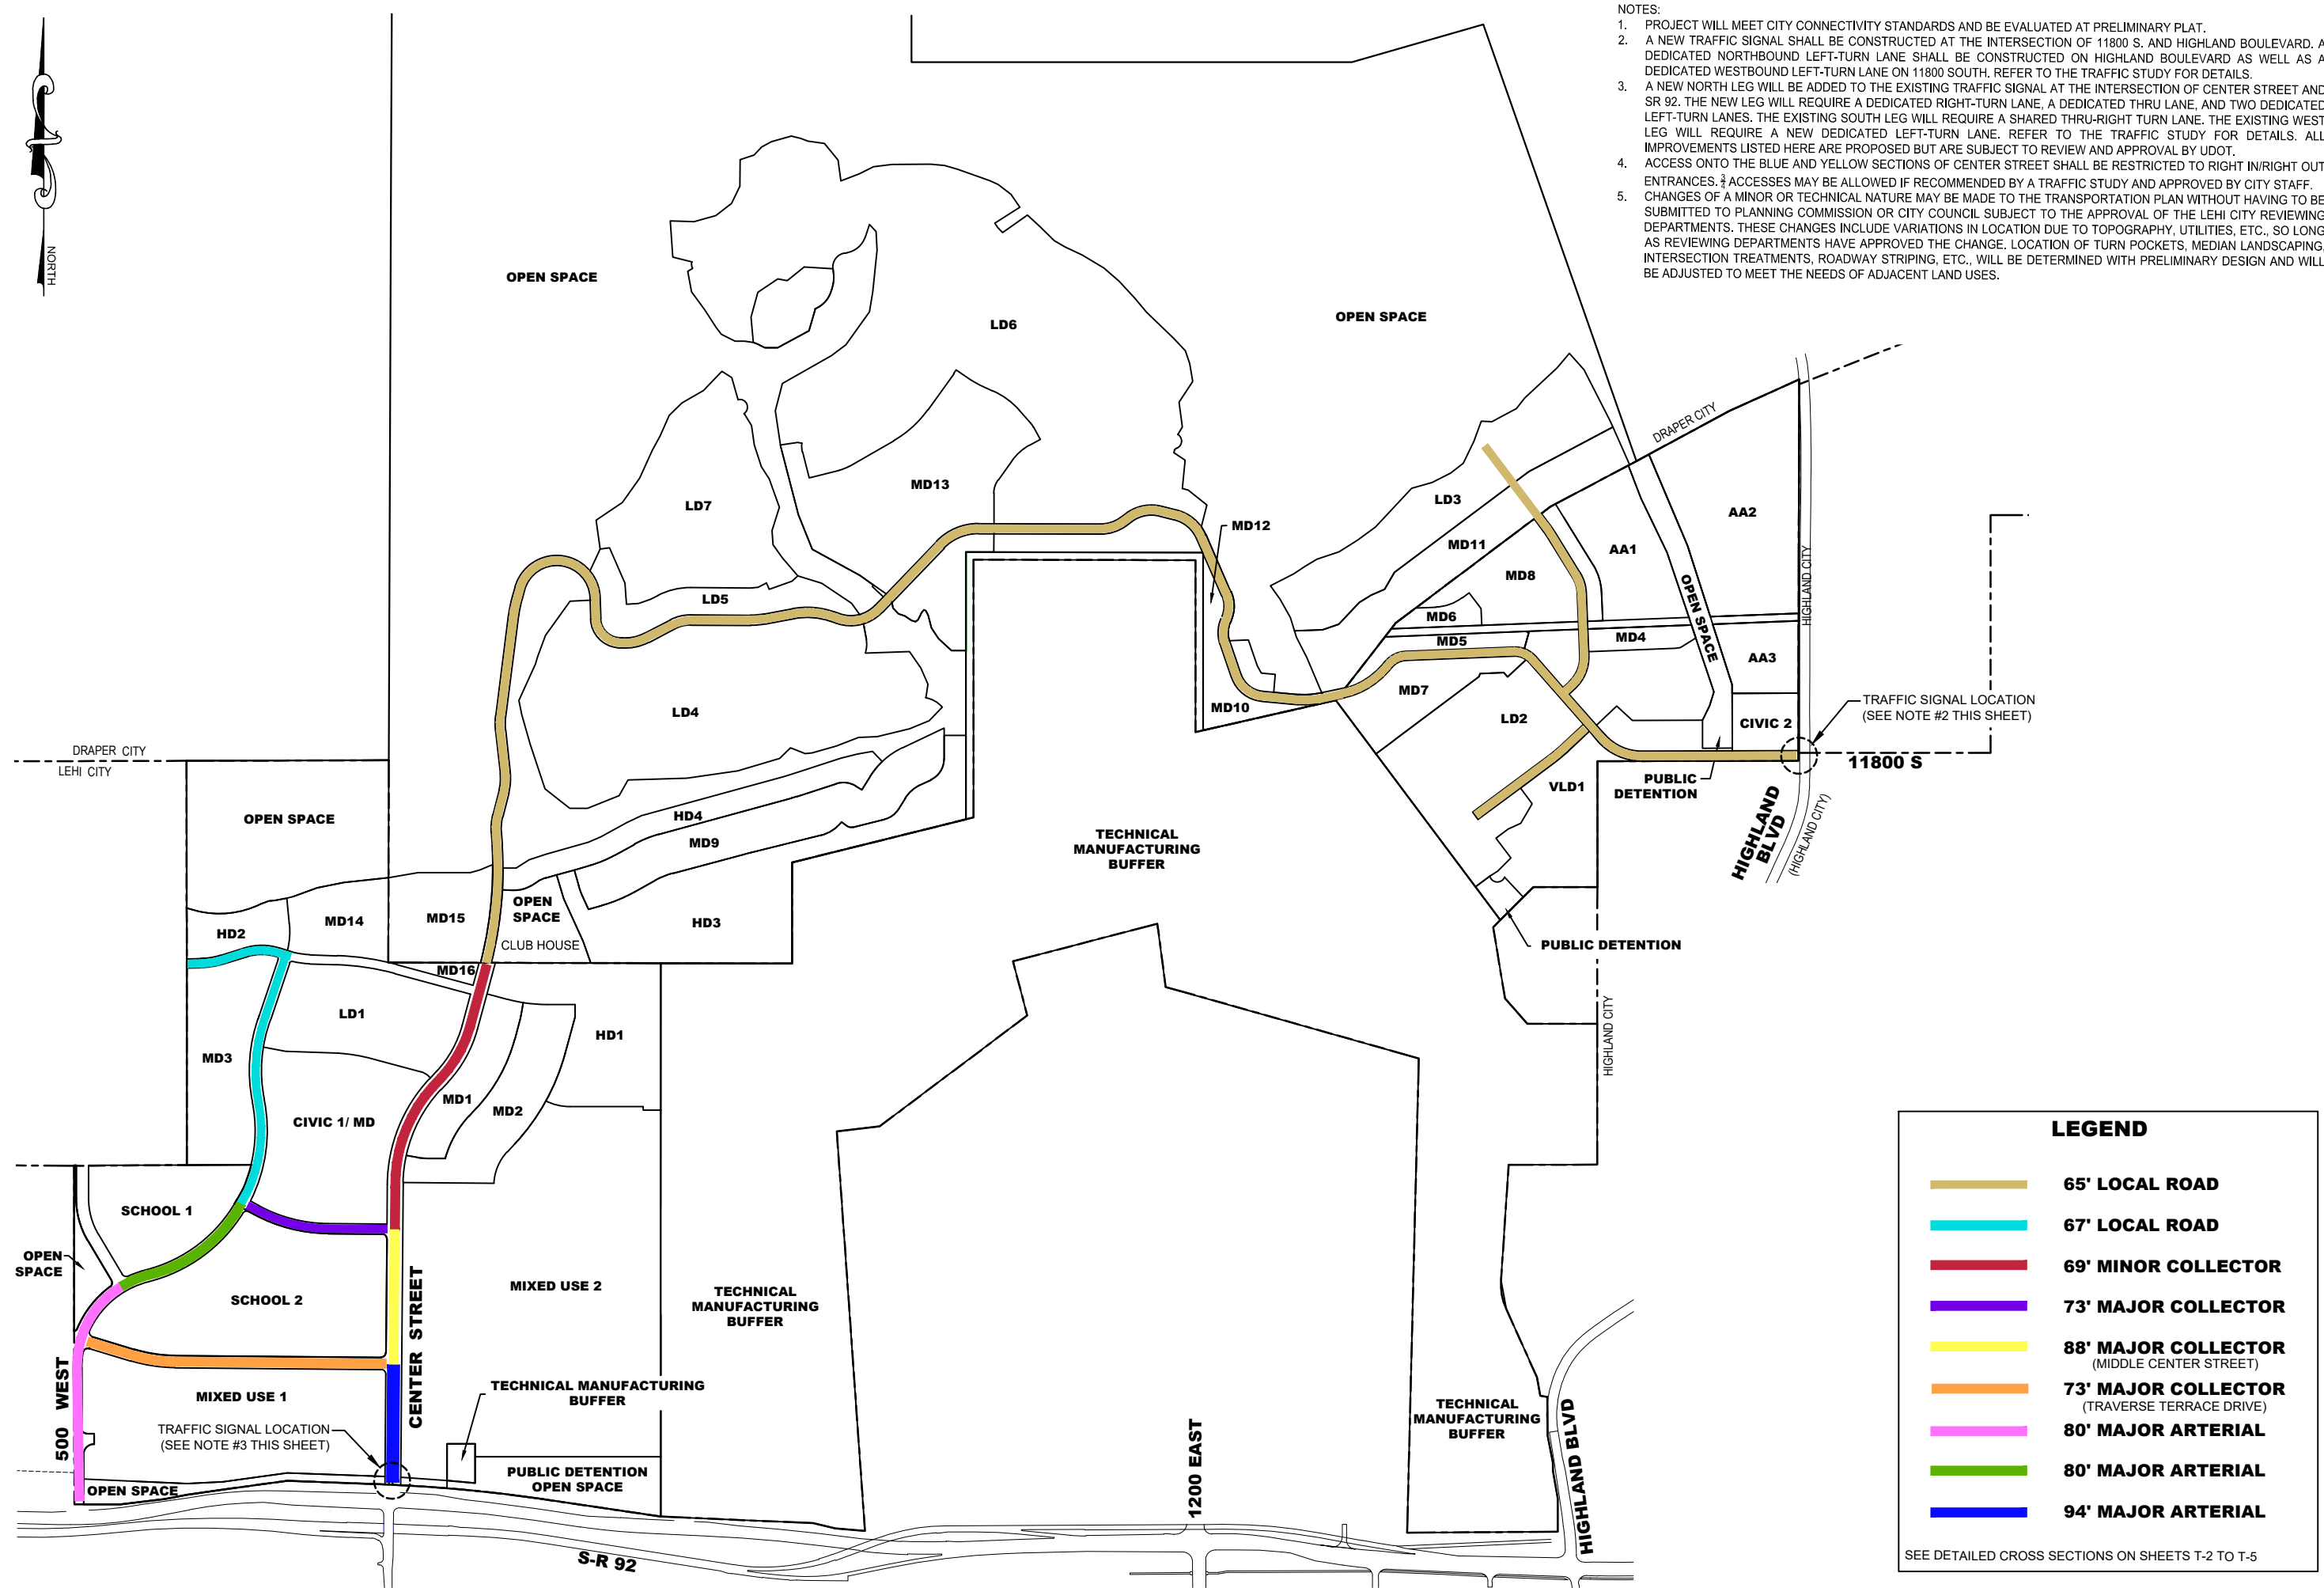 NOTES:
1. PROJECT WILL MEET CITY CONNECTIVITY STANDARDS AND BE EVALUATED AT PRELIMINARY PLAT.
2. A NEW TRAFFIC SIGNAL SHALL BE CONSTRUCTED AT THE INTERSECTION OF 11800 S. AND HIGHLAND BOULEVARD. A
DEDICATED NORTHBOUND LEFT-TURN LANE SHALL BE CONSTRUCTED ON HIGHLAND BOULEVARD AS WELL AS A
DEDICATED WESTBOUND LEFT-TURN LANE ON 11800 SOUTH. REFER TO THE TRAFFIC STUDY FOR DETAILS.
3. A NEW NORTH LEG WILL BE ADDED TO THE EXISTING TRAFFIC SIGNAL AT THE INTERSECTION OF CENTER STREET AND
SR 92. THE NEW LEG WILL REQUIRE A DEDICATED RIGHT-TURN LANE, A DEDICATED THRU LANE, AND TWO DEDICATED
LEFT-TURN LANES. THE EXISTING SOUTH LEG WILL REQUIRE A SHARED THRU-RIGHT TURN LANE. THE EXISTING WEST
LEG WILL REQUIRE A NEW DEDICATED LEFT-TURN LANE. REFER TO THE TRAFFIC STUDY FOR DETAILS. ALL
IMPROVEMENTS LISTED HERE ARE PROPOSED BUT ARE SUBJECT TO REVIEW AND APPROVAL BY UDOT.
4. ACCESS ONTO THE BLUE AND YELLOW SECTIONS OF CENTER STREET SHALL BE RESTRICTED TO RIGHT IN/RIGHT OUT
ENTRANCES. ¾ ACCESSES MAY BE ALLOWED IF RECOMMENDED BY A TRAFFIC STUDY AND APPROVED BY CITY STAFF.
5. CHANGES OF A MINOR OR TECHNICAL NATURE MAY BE MADE TO THE TRANSPORTATION PLAN WITHOUT HAVING TO BE
SUBMITTED TO PLANNING COMMISSION OR CITY COUNCIL SUBJECT TO THE APPROVAL OF THE LEHI CITY REVIEWING
DEPARTMENTS. THESE CHANGES INCLUDE VARIATIONS IN LOCATION DUE TO TOPOGRAPHY, UTILITIES, ETC., SO LONG
AS REVIEWING DEPARTMENTS HAVE APPROVED THE CHANGE. LOCATION OF TURN POCKETS, MEDIAN LANDSCAPING,
INTERSECTION TREATMENTS, ROADWAY STRIPING, ETC., WILL BE DETERMINED WITH PRELIMINARY DESIGN AND WILL
BE ADJUSTED TO MEET THE NEEDS OF ADJACENT LAND USES.
NORTH
OPEN SPACE
LD6
OPEN SPACE
DRAPER CITY
MD13
LD7
LD3
AA2
MD12
MD11
AA1
MD8
HIGHLAND CITY
OPEN SPACE
LD5
MD6
MD5
MD4
AA3
MD7
LD4
MD10
LD2
CIVIC 2
TRAFFIC SIGNAL LOCATION
(SEE NOTE #2 THIS SHEET)
11800 S
DRAPER CITY
LEHI CITY
PUBLIC
DETENTION
VLD1
HIGHLAND
BLVD
(HIGHLAND CITY)
OPEN SPACE
HD4
MD9
TECHNICAL
MANUFACTURING
BUFFER
OPEN
SPACE
MD14
MD15
HD3
HD2
CLUB HOUSE
PUBLIC DETENTION
MD16
LD1
HD1
HIGHLAND CITY
MD3
MD1
MD2
CIVIC 1/ MD
SCHOOL 1
OPEN
SPACE
SCHOOL 2
MIXED USE 2
TECHNICAL
MANUFACTURING
BUFFER
CENTER STREET
500 WEST
MIXED USE 1
TECHNICAL MANUFACTURING
BUFFER
TRAFFIC SIGNAL LOCATION
(SEE NOTE #3 THIS SHEET)
PUBLIC DETENTION
OPEN SPACE
OPEN SPACE
S-R 92
1200 EAST
TECHNICAL
MANUFACTURING
BUFFER
HIGHLAND BLVD
LEGEND
65' LOCAL ROAD
67' LOCAL ROAD
69' MINOR COLLECTOR
73' MAJOR COLLECTOR
88' MAJOR COLLECTOR
(MIDDLE CENTER STREET)
73' MAJOR COLLECTOR
(TRAVERSE TERRACE DRIVE)
80' MAJOR ARTERIAL
80' MAJOR ARTERIAL
94' MAJOR ARTERIAL
SEE DETAILED CROSS SECTIONS ON SHEETS T-2 TO T-5